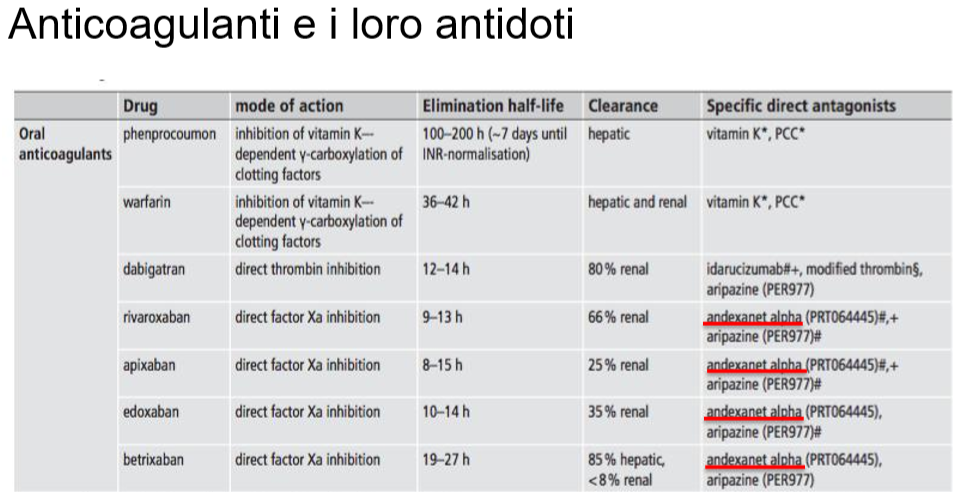 Anticoagulanti e i loro antidoti
Drug mode of action Elimination half-life Clearance Specific direct antagonists
Oral anticoagulants phenprocoumon inhibition of vitamin K–-dependent γ-carboxylation of clotting factors 100–200 h (~7 days until INR-normalisation) hepatic vitamin K*, PCC*
warfarin inhibition of vitamin K–-dependent γ-carboxylation of clotting factors 36–42 h hepatic and renal vitamin K*, PCC*
dabigatran direct thrombin inhibition 12–14 h 80% renal idarucizumab#+, modified thrombin§, aripazine (PER977)
rivaroxaban direct factor Xa inhibition 9–13 h 66% renal andexanet alpha (PRT064445)#,+ aripazine (PER977)#
apixaban direct factor Xa inhibition 8–15 h 25% renal andexanet alpha (PRT064445)#,+ aripazine (PER977)#
edoxaban direct factor Xa inhibition 10–14 h 35% renal andexanet alpha (PRT064445), aripazine (PER977)#
betrixaban direct factor Xa inhibition 19–27 h 85% hepatic, <8% renal andexanet alpha (PRT064445), aripazine (PER977)